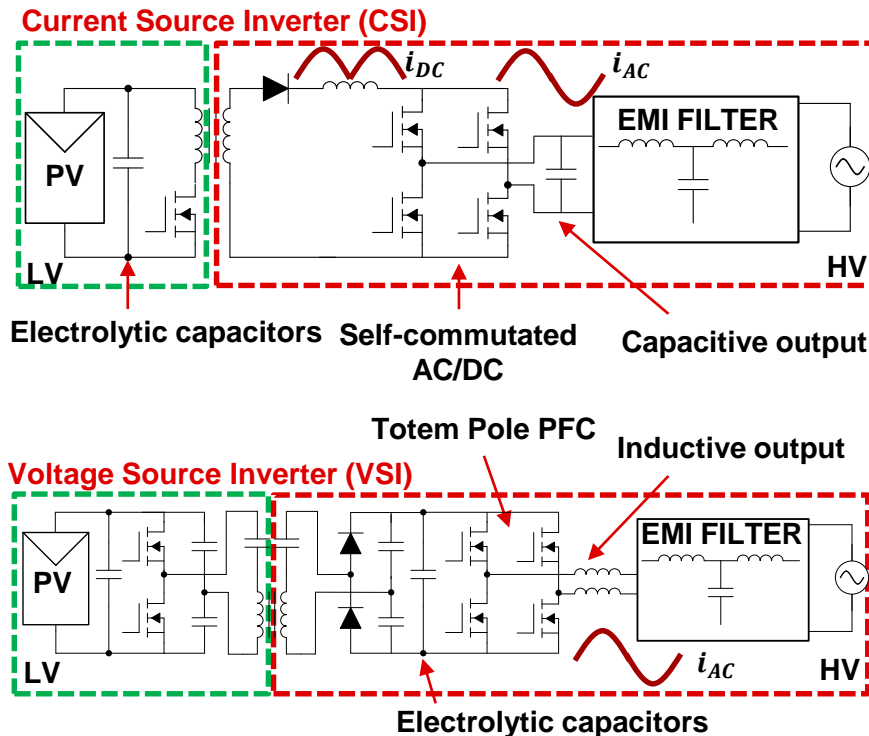 Current Source Inverter (CSI)
i_DC
i_AC
PV
EMI FILTER
LV
HV
Electrolytic capacitors
Self-commutated
AC/DC
Capacitive output
Totem Pole PFC
Inductive output
Voltage Source Inverter (VSI)
PV
EMI FILTER
LV
i_AC
HV
Electrolytic capacitors